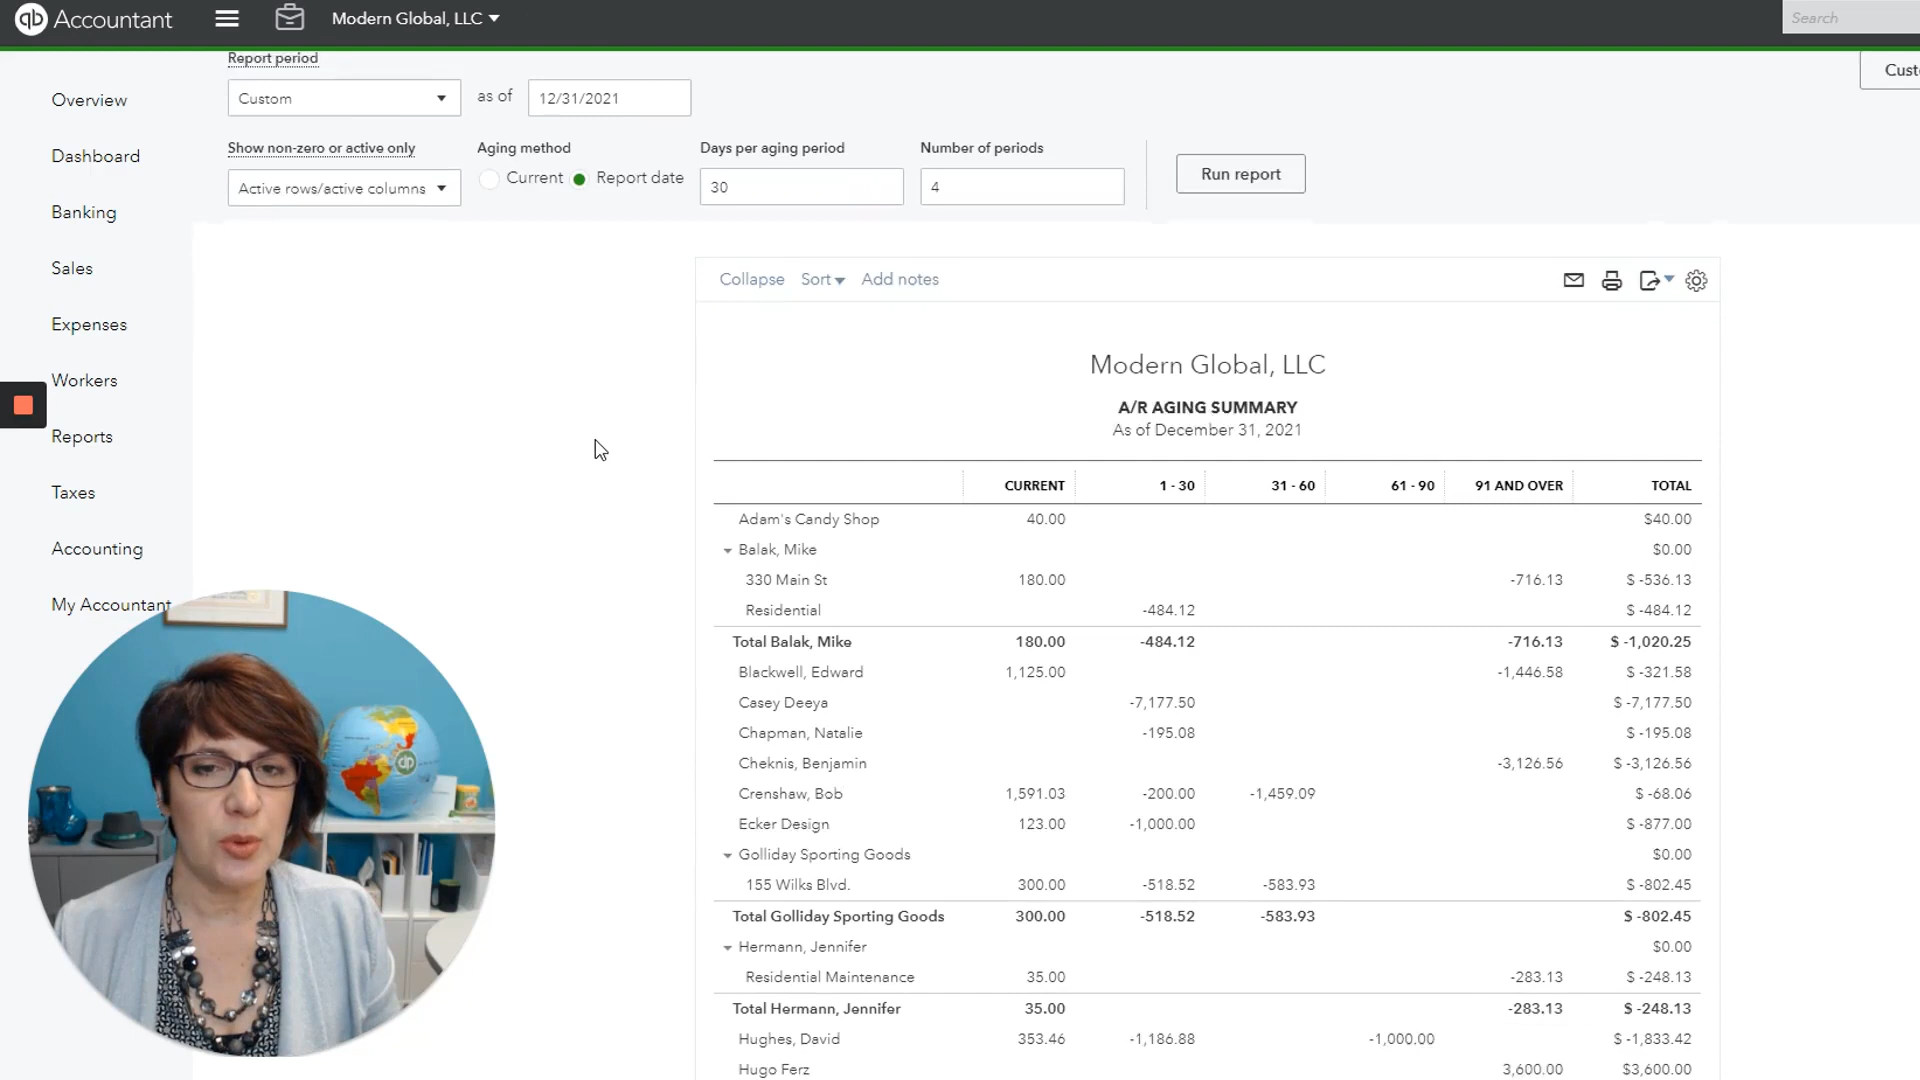 qb Accountant
Modern Global, LLC
Search
Report period
Custom
as of
12/31/2021
Show non-zero or active only
Active rows/active columns
Aging method
Current
Report date
Days per aging period
30
Number of periods
4
Run report
Cust
Overview
Dashboard
Banking
Sales
Expenses
Workers
Reports
Taxes
Accounting
My Accountant
Collapse Sort Add notes
Modern Global, LLC
A/R AGING SUMMARY
As of December 31, 2021
CURRENT 1 - 30 31 - 60 61 - 90 91 AND OVER TOTAL
Adam's Candy Shop 40.00 $40.00
Balak, Mike $0.00
330 Main St 180.00 -716.13 $ -536.13
Residential -484.12 $ -484.12
Total Balak, Mike 180.00 -484.12 -716.13 $ -1,020.25
Blackwell, Edward 1,125.00 -1,446.58 $ -321.58
Casey Deeya -7,177.50 $ -7,177.50
Chapman, Natalie -195.08 $ -195.08
Cheknis, Benjamin -3,126.56 $ -3,126.56
Crenshaw, Bob 1,591.03 -200.00 -1,459.09 $ -68.06
Ecker Design 123.00 -1,000.00 $ -877.00
Golliday Sporting Goods $0.00
155 Wilks Blvd. 300.00 -518.52 -583.93 $ -802.45
Total Golliday Sporting Goods 300.00 -518.52 -583.93 $ -802.45
Hermann, Jennifer $0.00
Residential Maintenance 35.00 -283.13 $ -248.13
Total Hermann, Jennifer 35.00 -283.13 $ -248.13
Hughes, David 353.46 -1,186.88 -1,000.00 $ -1,833.42
Hugo Ferz 3,600.00 $3,600.00